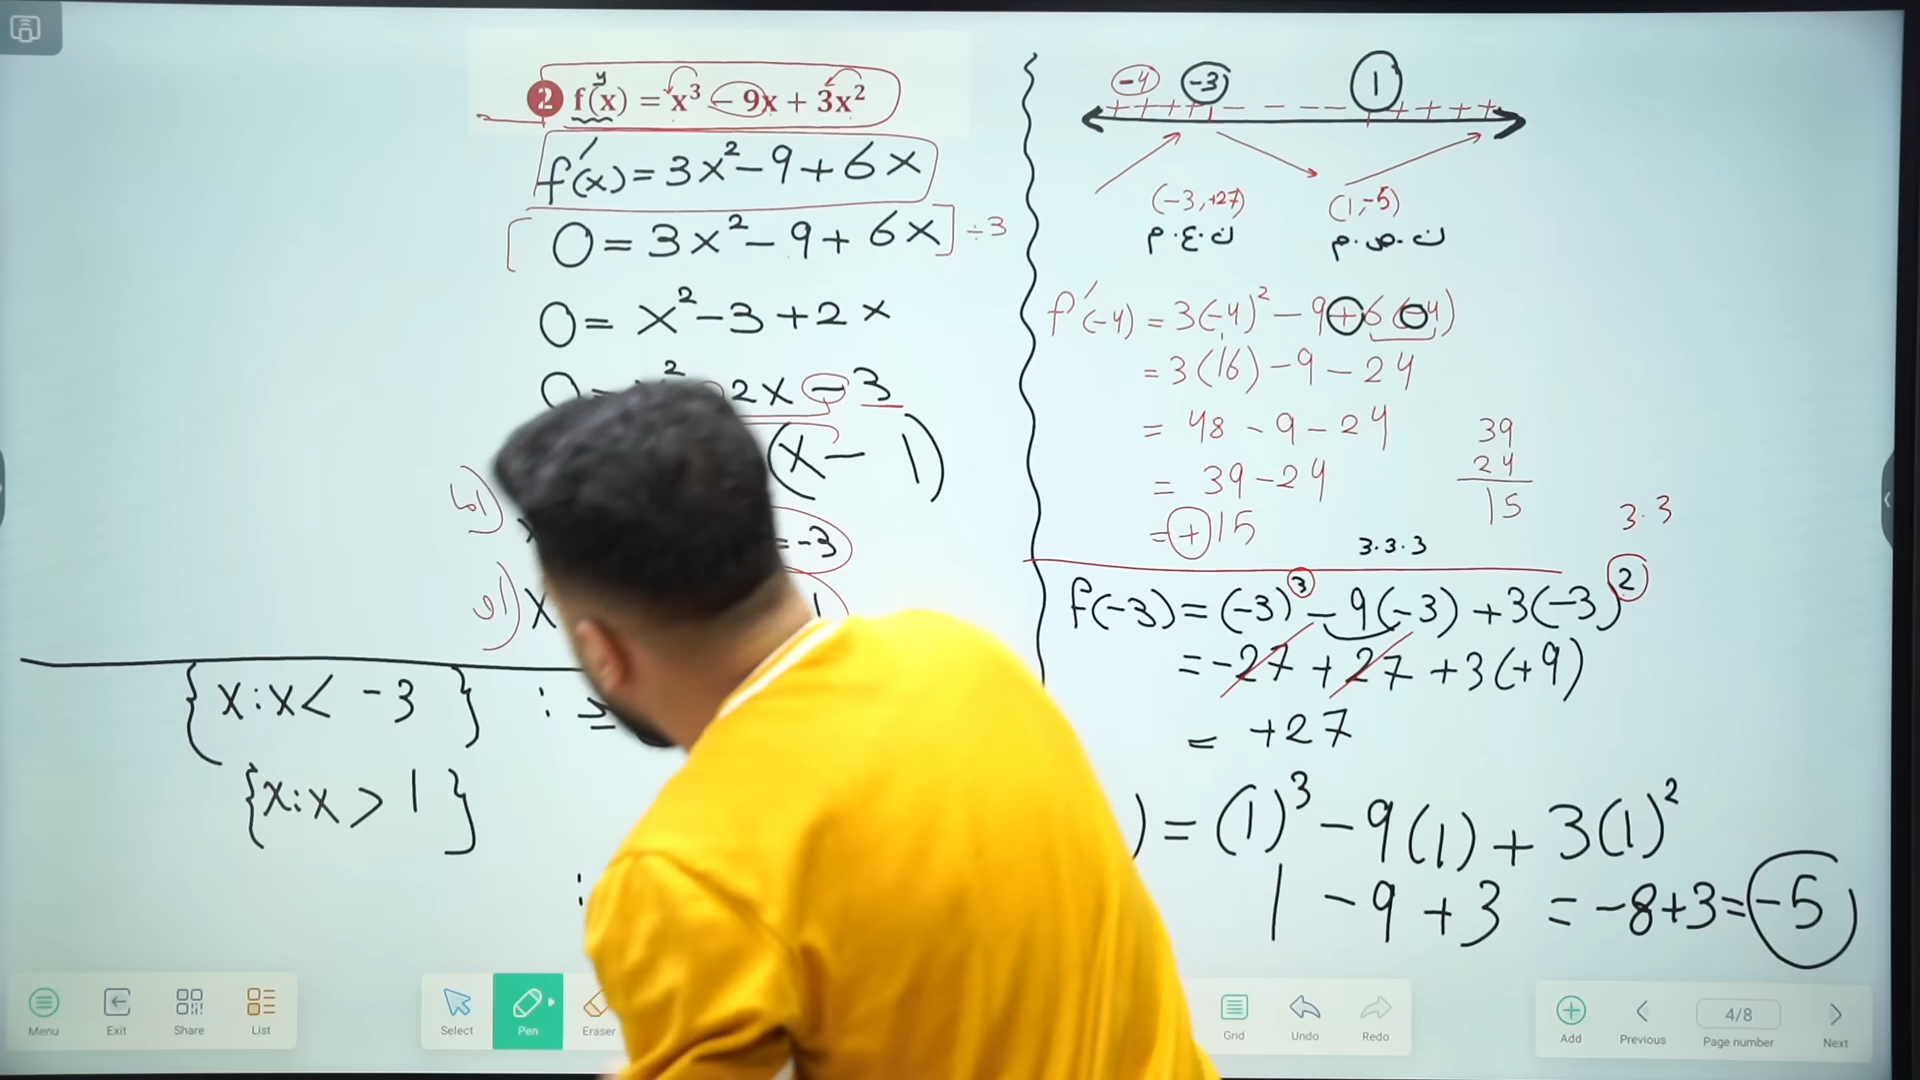 2 f(x) = x³ − 9x + 3x²
y
f′(x) = 3x² − 9 + 6x
0 = 3x² − 9 + 6x ÷3
0 = x² − 3 + 2x
2x − 3
(x − 1)
اما
= −3
او
x
1
{x : x < −3} :
{x : x > 1}
:
−4 −3 1
++++ − − − − ++++
(−3, +27) (1, −5)
ن.ع.م ن.ص.م
f′(−4) = 3(−4)² − 9 + 6(−4)
= 3(16) − 9 − 24
= 48 − 9 − 24
= 39 − 24
= +15
39
24
15
3.3
3.3.3
f(−3) = (−3)³ − 9(−3) + 3(−3)²
= −27 + 27 + 3(+9)
= +27
) = (1)³ − 9(1) + 3(1)²
1 − 9 + 3 = −8 + 3 = −5
Menu Exit Share List Select Pen Eraser Grid Undo Redo Add Previous 4/8 Page number Next